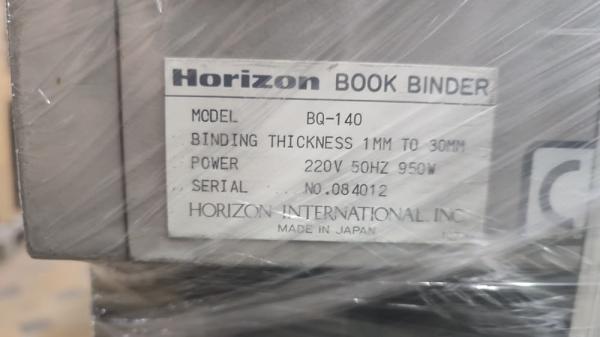 Horizon BOOK BINDER
MODEL BQ-140
BINDING THICKNESS 1MM TO 30MM
POWER 220V 50HZ 950W
SERIAL NO.084012
HORIZON INTERNATIONAL INC
MADE IN JAPAN